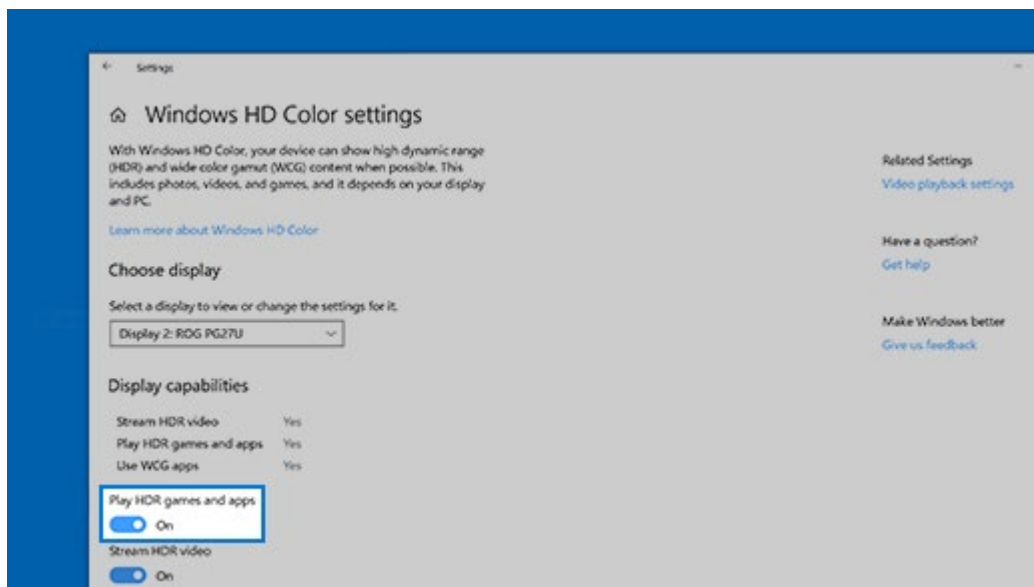 Settings
Windows HD Color settings
With Windows HD Color, your device can show high dynamic range
(HDR) and wide color gamut (WCG) content when possible. This
includes photos, videos, and games, and it depends on your display
and PC.
Learn more about Windows HD Color
Choose display
Select a display to view or change the settings for it.
Display 2: ROG PG27U
Display capabilities
Stream HDR video Yes
Play HDR games and apps Yes
Use WCG apps Yes
Play HDR games and apps
On
Stream HDR video
On
Related Settings
Video playback settings
Have a question?
Get help
Make Windows better
Give us feedback